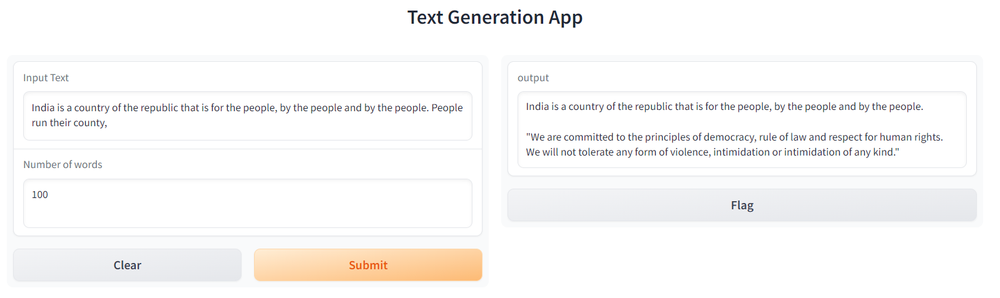 Text Generation App
Input Text
India is a country of the republic that is for the people, by the people and by the people. People
run their county,
Number of words
100
Clear
Submit
output
India is a country of the republic that is for the people, by the people and by the people.
"We are committed to the principles of democracy, rule of law and respect for human rights.
We will not tolerate any form of violence, intimidation or intimidation of any kind."
Flag